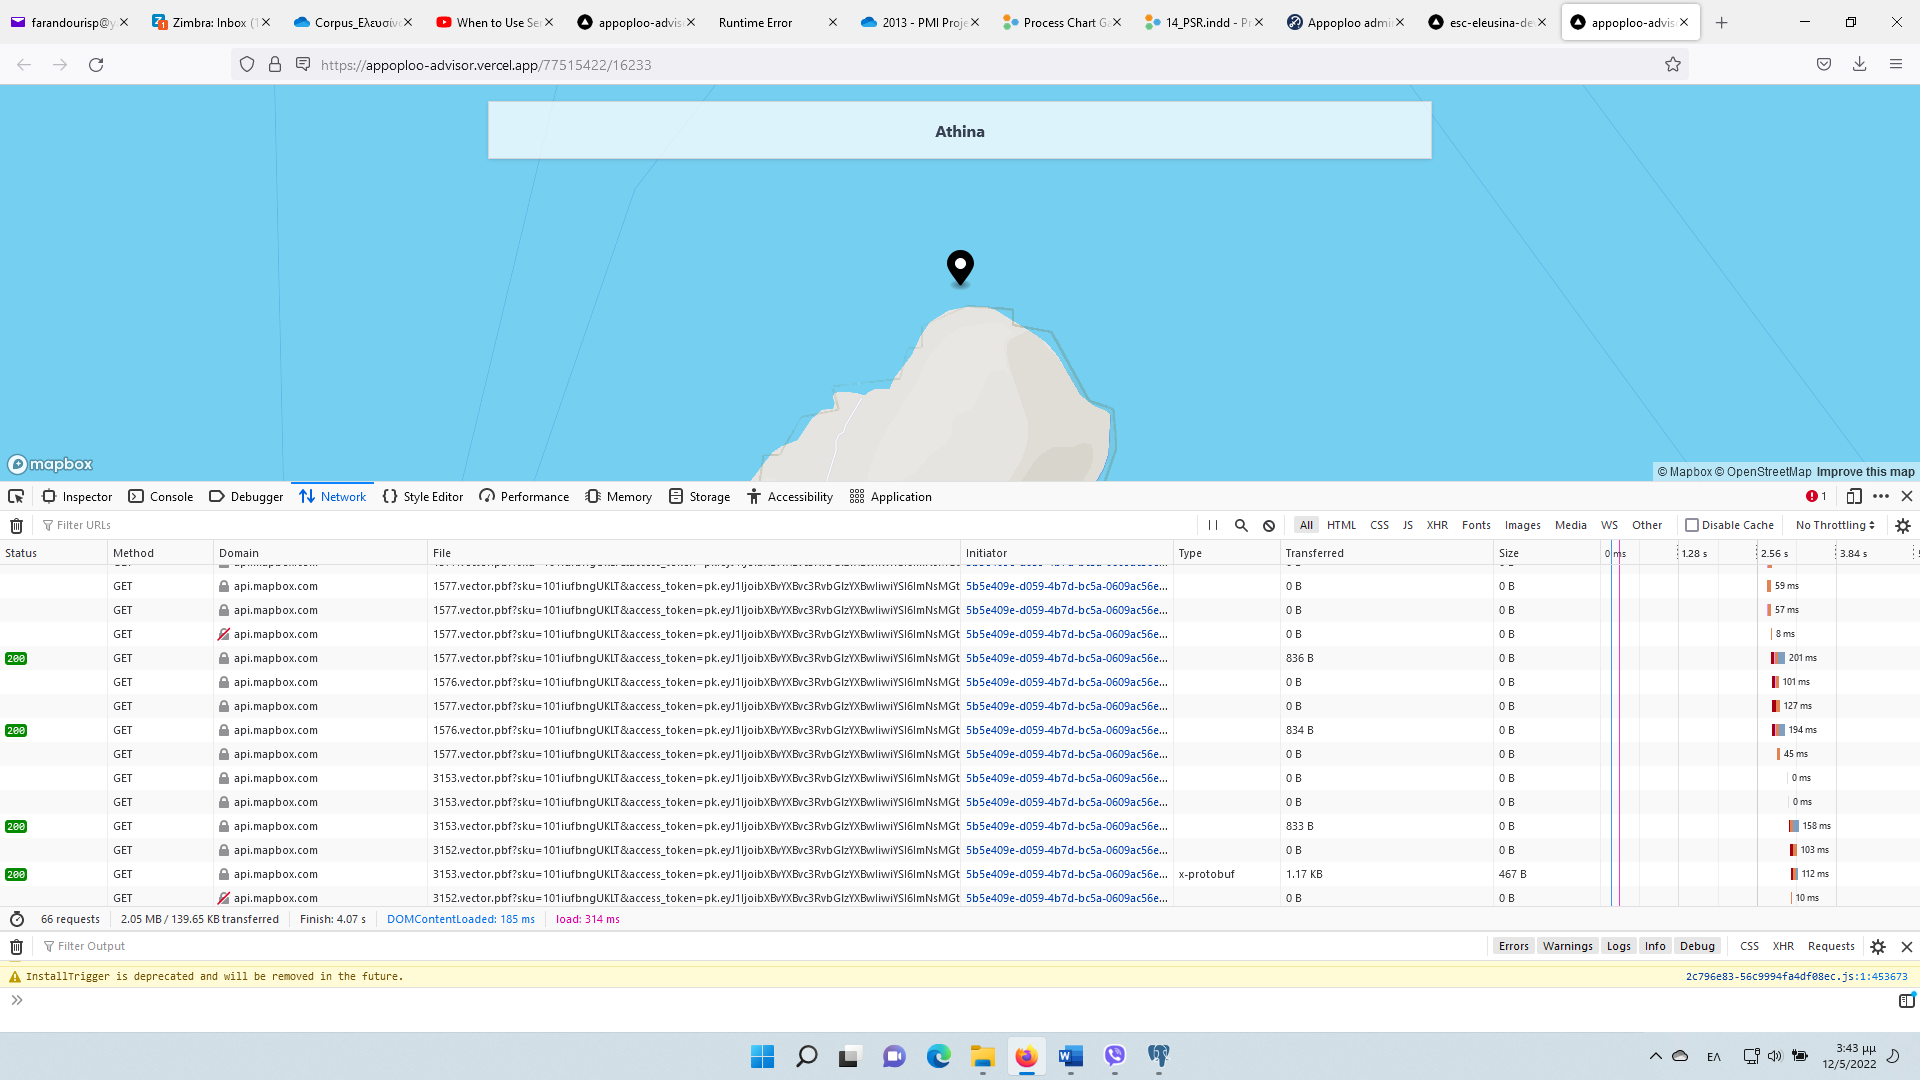 farandourisp@y
Zimbra: Inbox (1
Corpus_Ελευσίνα
When to Use Se
appoploo-advis
Runtime Error
2013 - PMI Proje
Process Chart Ga
14_PSR.indd - Pr
Appoploo admi
esc-eleusina-de
appoploo-advis
https://appoploo-advisor.vercel.app/77515422/16233
Athina
mapbox
© Mapbox © OpenStreetMap Improve this map
Inspector Console Debugger Network Style Editor Performance Memory Storage Accessibility Application 1
Filter URLs All HTML CSS JS XHR Fonts Images Media WS Other Disable Cache No Throttling
Status Method Domain File Initiator Type Transferred Size 0 ms 1.28 s 2.56 s 3.84 s
GET api.mapbox.com 1577.vector.pbf?sku=101iufbngUKLT&access_token=pk.eyJ1IjoibXBvYXBvc3RvbGlzYXBwIiwiYSI6ImNsMGt 5b5e409e-d059-4b7d-bc5a-0609ac56e... 0 B 0 B 59 ms
GET api.mapbox.com 1577.vector.pbf?sku=101iufbngUKLT&access_token=pk.eyJ1IjoibXBvYXBvc3RvbGlzYXBwIiwiYSI6ImNsMGt 5b5e409e-d059-4b7d-bc5a-0609ac56e... 0 B 0 B 57 ms
GET api.mapbox.com 1577.vector.pbf?sku=101iufbngUKLT&access_token=pk.eyJ1IjoibXBvYXBvc3RvbGlzYXBwIiwiYSI6ImNsMGt 5b5e409e-d059-4b7d-bc5a-0609ac56e... 0 B 0 B 8 ms
200 GET api.mapbox.com 1577.vector.pbf?sku=101iufbngUKLT&access_token=pk.eyJ1IjoibXBvYXBvc3RvbGlzYXBwIiwiYSI6ImNsMGt 5b5e409e-d059-4b7d-bc5a-0609ac56e... 836 B 0 B 201 ms
GET api.mapbox.com 1576.vector.pbf?sku=101iufbngUKLT&access_token=pk.eyJ1IjoibXBvYXBvc3RvbGlzYXBwIiwiYSI6ImNsMGt 5b5e409e-d059-4b7d-bc5a-0609ac56e... 0 B 0 B 101 ms
GET api.mapbox.com 1577.vector.pbf?sku=101iufbngUKLT&access_token=pk.eyJ1IjoibXBvYXBvc3RvbGlzYXBwIiwiYSI6ImNsMGt 5b5e409e-d059-4b7d-bc5a-0609ac56e... 0 B 0 B 127 ms
200 GET api.mapbox.com 1576.vector.pbf?sku=101iufbngUKLT&access_token=pk.eyJ1IjoibXBvYXBvc3RvbGlzYXBwIiwiYSI6ImNsMGt 5b5e409e-d059-4b7d-bc5a-0609ac56e... 834 B 0 B 194 ms
GET api.mapbox.com 1577.vector.pbf?sku=101iufbngUKLT&access_token=pk.eyJ1IjoibXBvYXBvc3RvbGlzYXBwIiwiYSI6ImNsMGt 5b5e409e-d059-4b7d-bc5a-0609ac56e... 0 B 0 B 45 ms
GET api.mapbox.com 3153.vector.pbf?sku=101iufbngUKLT&access_token=pk.eyJ1IjoibXBvYXBvc3RvbGlzYXBwIiwiYSI6ImNsMGt 5b5e409e-d059-4b7d-bc5a-0609ac56e... 0 B 0 B 0 ms
GET api.mapbox.com 3153.vector.pbf?sku=101iufbngUKLT&access_token=pk.eyJ1IjoibXBvYXBvc3RvbGlzYXBwIiwiYSI6ImNsMGt 5b5e409e-d059-4b7d-bc5a-0609ac56e... 0 B 0 B 0 ms
200 GET api.mapbox.com 3153.vector.pbf?sku=101iufbngUKLT&access_token=pk.eyJ1IjoibXBvYXBvc3RvbGlzYXBwIiwiYSI6ImNsMGt 5b5e409e-d059-4b7d-bc5a-0609ac56e... 833 B 0 B 158 ms
GET api.mapbox.com 3152.vector.pbf?sku=101iufbngUKLT&access_token=pk.eyJ1IjoibXBvYXBvc3RvbGlzYXBwIiwiYSI6ImNsMGt 5b5e409e-d059-4b7d-bc5a-0609ac56e... 0 B 0 B 103 ms
200 GET api.mapbox.com 3153.vector.pbf?sku=101iufbngUKLT&access_token=pk.eyJ1IjoibXBvYXBvc3RvbGlzYXBwIiwiYSI6ImNsMGt 5b5e409e-d059-4b7d-bc5a-0609ac56e... x-protobuf 1.17 KB 467 B 112 ms
GET api.mapbox.com 3152.vector.pbf?sku=101iufbngUKLT&access_token=pk.eyJ1IjoibXBvYXBvc3RvbGlzYXBwIiwiYSI6ImNsMGt 5b5e409e-d059-4b7d-bc5a-0609ac56e... 0 B 0 B 10 ms
66 requests 2.05 MB / 139.65 KB transferred Finish: 4.07 s DOMContentLoaded: 185 ms load: 314 ms
Filter Output Errors Warnings Logs Info Debug CSS XHR Requests
InstallTrigger is deprecated and will be removed in the future. 2c796e83-56c9994fa4df08ec.js:1:453673
ΕΛ
3:43 μμ
12/5/2022